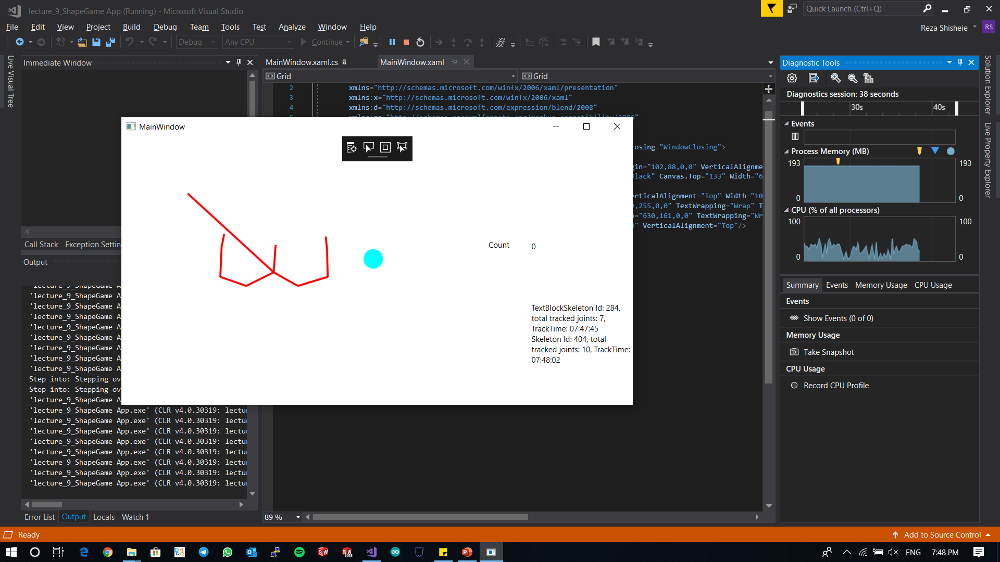 lecture_9_ShapeGame App (Running) - Microsoft Visual Studio
Quick Launch (Ctrl+Q)
File Edit View Project Build Debug Team Tools Test Analyze Window Help
Reza Shisheie RS
Debug Any CPU Continue
Live Visual Tree
Immediate Window
Call Stack Exception Settin
Output
'lecture_9_ShapeGame A
'lecture_9_ShapeGame A
'lecture_9_ShapeGame A
'lecture_9_ShapeGame A
'lecture_9_ShapeGame A
'lecture_9_ShapeGame A
'lecture_9_ShapeGame A
'lecture_9_ShapeGame A
'lecture_9_ShapeGame A
Step into: Stepping ov
Step into: Stepping ov
'lecture_9_ShapeGame A
'lecture_9_ShapeGame App.exe' (CLR v4.0.30319: lectu
'lecture_9_ShapeGame App.exe' (CLR v4.0.30319: lectu
'lecture_9_ShapeGame App.exe' (CLR v4.0.30319: lectu
'lecture_9_ShapeGame App.exe' (CLR v4.0.30319: lectu
'lecture_9_ShapeGame App.exe' (CLR v4.0.30319: lectu
'lecture_9_ShapeGame App.exe' (CLR v4.0.30319: lectu
'lecture_9_ShapeGame App.exe' (CLR v4.0.30319: lectu
'lecture_9_ShapeGame App.exe' (CLR v4.0.30319: lectu
Error List Output Locals Watch 1
MainWindow.xaml.cs MainWindow.xaml
Grid Grid
2 xmlns="http://schemas.microsoft.com/winfx/2006/xaml/presentation"
3 xmlns:x="http://schemas.microsoft.com/winfx/2006/xaml"
4 xmlns:d="http://schemas.microsoft.com/expression/blend/2008"
losing="WindowClosing">
gin="102,88,0,0" VerticalAlignme
lack" Canvas.Top="133" Width="6
erticalAlignment="Top" Width="10
,255,0,0" TextWrapping="Wrap" T
="630,161,0,0" TextWrapping="Wr
" VerticalAlignment="Top"/>
89 %
MainWindow
Count 0
TextBlockSkeleton Id: 284,
total tracked joints: 7,
TrackTime: 07:47:45
Skeleton Id: 404, total
tracked joints: 10, TrackTime:
07:48:02
Diagnostic Tools
Diagnostics session: 38 seconds
30s 40s
Events
Process Memory (MB)
193 193
0 0
CPU (% of all processors)
100 100
0 0
Summary Events Memory Usage CPU Usage
Events
Show Events (0 of 0)
Memory Usage
Take Snapshot
CPU Usage
Record CPU Profile
Solution Explorer
Live Property Explorer
Ready
Add to Source Control
ENG 7:48 PM